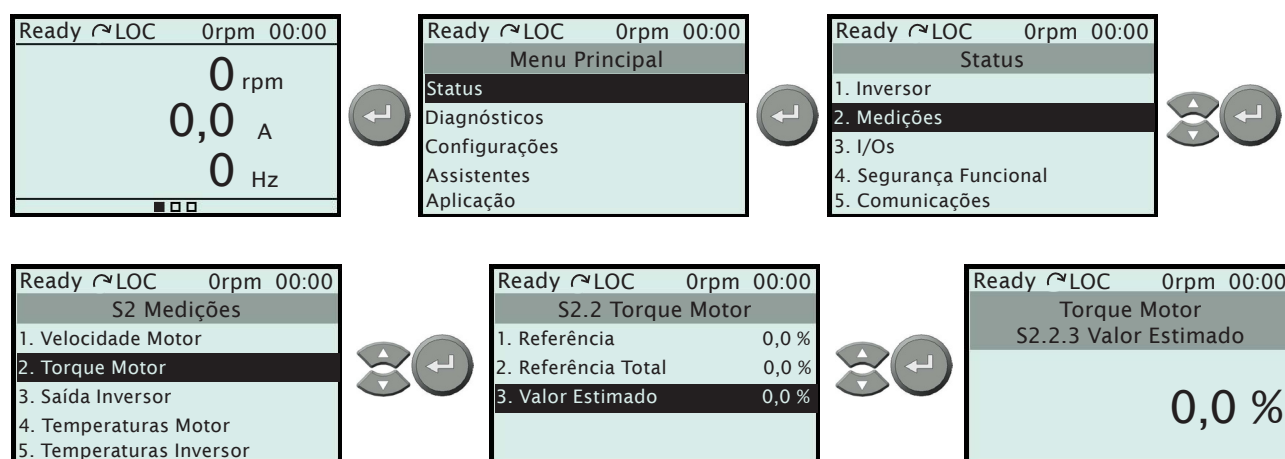 Ready LOC 0rpm 00:00
0 rpm
0,0 A
0 Hz
Ready LOC 0rpm 00:00
Menu Principal
Status
Diagnósticos
Configurações
Assistentes
Aplicação
Ready LOC 0rpm 00:00
Status
1. Inversor
2. Medições
3. I/Os
4. Segurança Funcional
5. Comunicações
Ready LOC 0rpm 00:00
S2 Medições
1. Velocidade Motor
2. Torque Motor
3. Saída Inversor
4. Temperaturas Motor
5. Temperaturas Inversor
Ready LOC 0rpm 00:00
S2.2 Torque Motor
1. Referência 0,0 %
2. Referência Total 0,0 %
3. Valor Estimado 0,0 %
Ready LOC 0rpm 00:00
Torque Motor
S2.2.3 Valor Estimado
0,0 %